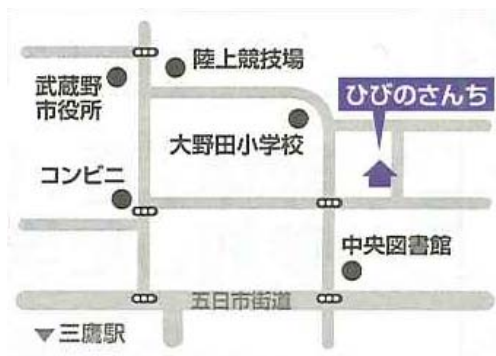 陸上競技場
武蔵野
市役所
ひびのさんち
大野田小学校
コンビニ
中央図書館
五日市街道
▼三鷹駅